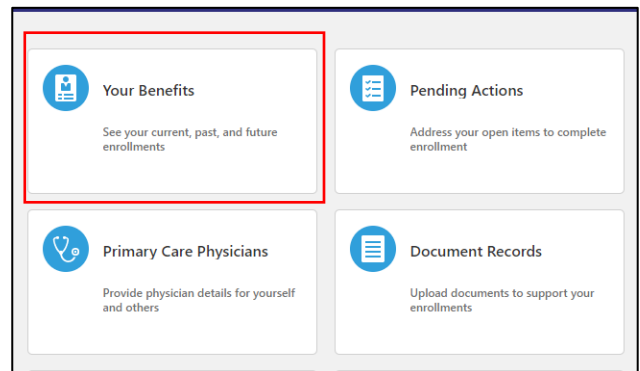 Your Benefits
See your current, past, and future
enrollments
Pending Actions
Address your open items to complete
enrollment
Primary Care Physicians
Provide physician details for yourself
and others
Document Records
Upload documents to support your
enrollments